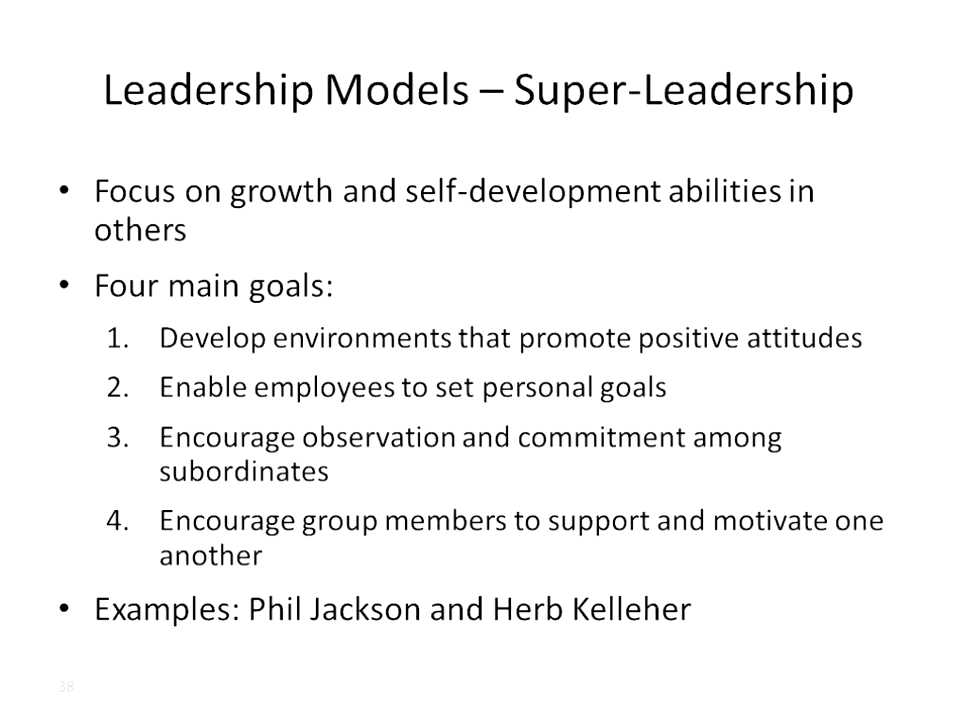 Leadership Models – Super-Leadership
• Focus on growth and self-development abilities in
others
• Four main goals:
1. Develop environments that promote positive attitudes
2. Enable employees to set personal goals
3. Encourage observation and commitment among
subordinates
4. Encourage group members to support and motivate one
another
• Examples: Phil Jackson and Herb Kelleher
38